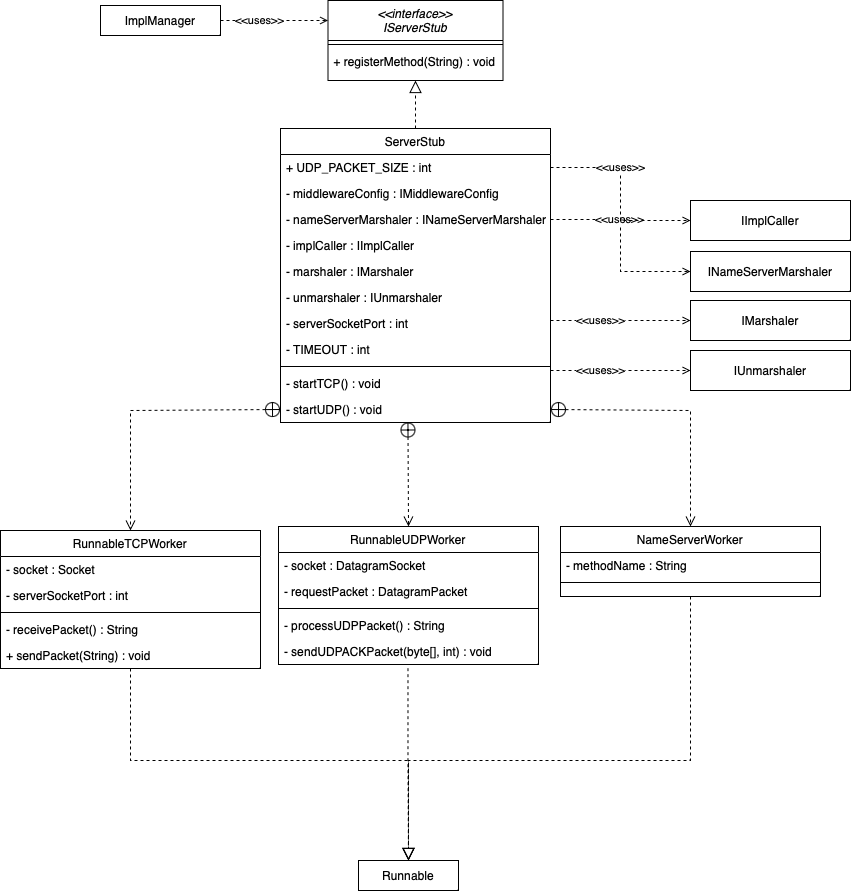 ImplManager
<<uses>>
<<interface>>
IServerStub
+ registerMethod(String) : void
ServerStub
+ UDP_PACKET_SIZE : int
- middlewareConfig : IMiddlewareConfig
- nameServerMarshaler : INameServerMarshaler
- implCaller : IImplCaller
- marshaler : IMarshaler
- unmarshaler : IUnmarshaler
- serverSocketPort : int
- TIMEOUT : int
- startTCP() : void
- startUDP() : void
<<uses>>
<<uses>>
<<uses>>
<<uses>>
IImplCaller
INameServerMarshaler
IMarshaler
IUnmarshaler
RunnableTCPWorker
- socket : Socket
- serverSocketPort : int
- receivePacket() : String
+ sendPacket(String) : void
RunnableUDPWorker
- socket : DatagramSocket
- requestPacket : DatagramPacket
- processUDPPacket() : String
- sendUDPACKPacket(byte[], int) : void
NameServerWorker
- methodName : String
Runnable